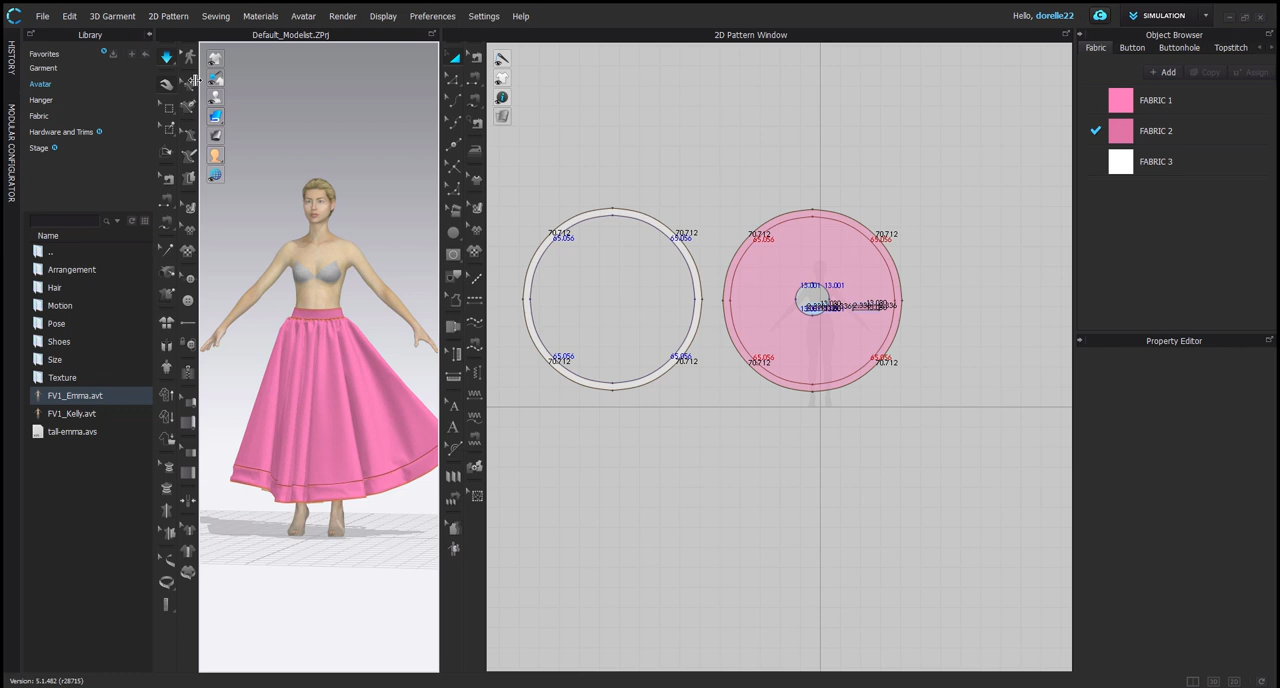 File Edit 3D Garment 2D Pattern Sewing Materials Avatar Render Display Preferences Settings Help
Hello, dorelle22
SIMULATION
Library
Default_Modelist.ZPrj
2D Pattern Window
Object Browser
HISTORY
MODULAR CONFIGURATOR
Favorites
Garment
Avatar
Hanger
Fabric
Hardware and Trims
Stage
Fabric Button Buttonhole Topstitch
+ Add Copy Assign
FABRIC 1
FABRIC 2
FABRIC 3
Name
..
Arrangement
Hair
Motion
Pose
Shoes
Size
Texture
FV1_Emma.avt
FV1_Kelly.avt
tall-emma.avs
70.712 70.712 70.712 70.712
65.056 65.056 65.056 65.056
13.001 13.001
65.056 65.056 65.056 65.056
70.712 70.712 70.712 70.712
Property Editor
A
A
Version: 5.1.482 (r28715)
3D 2D